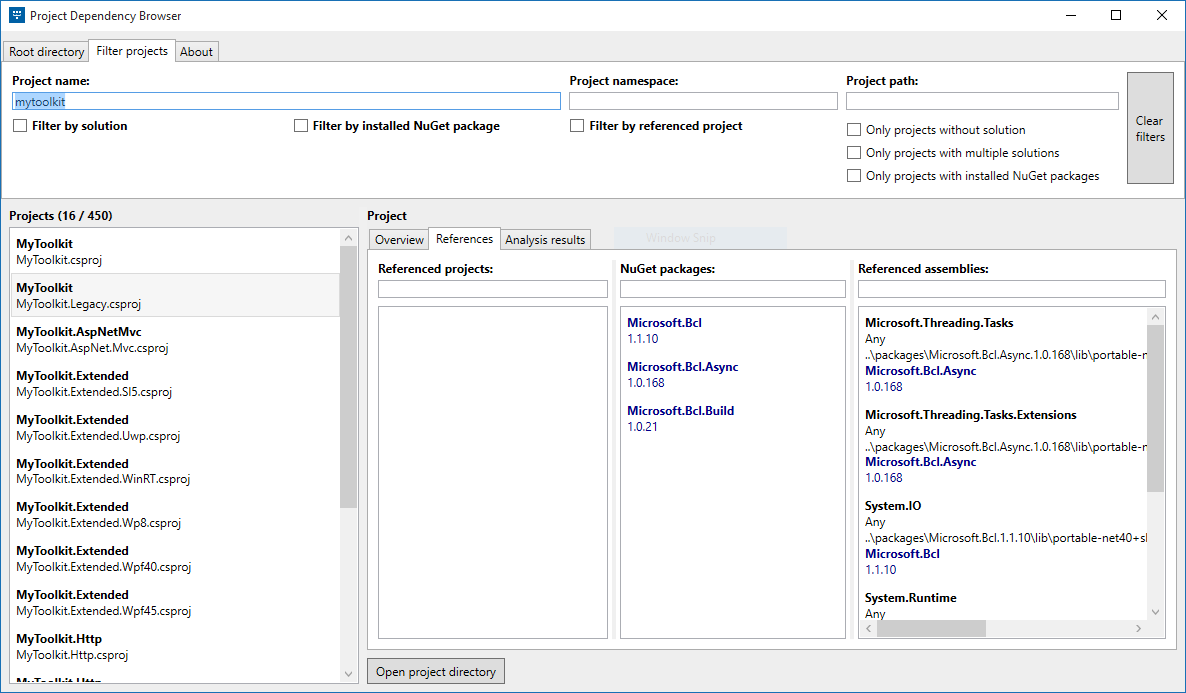 Project Dependency Browser
Root directory
Filter projects
About
Project name:
Project namespace:
Project path:
mytoolkit
Clear
filters
Filter by solution
Filter by installed NuGet package
Filter by referenced project
Only projects without solution
Only projects with multiple solutions
Only projects with installed NuGet packages
Projects (16 / 450)
MyToolkit
MyToolkit.csproj
MyToolkit
MyToolkit.Legacy.csproj
MyToolkit.AspNetMvc
MyToolkit.AspNet.Mvc.csproj
MyToolkit.Extended
MyToolkit.Extended.Sl5.csproj
MyToolkit.Extended
MyToolkit.Extended.Uwp.csproj
MyToolkit.Extended
MyToolkit.Extended.WinRT.csproj
MyToolkit.Extended
MyToolkit.Extended.Wp8.csproj
MyToolkit.Extended
MyToolkit.Extended.Wpf40.csproj
MyToolkit.Extended
MyToolkit.Extended.Wpf45.csproj
MyToolkit.Http
MyToolkit.Http.csproj
MyToolkit.Http
Project
Overview
References
Analysis results
Window Snip
Referenced projects:
NuGet packages:
Microsoft.Bcl
1.1.10
Microsoft.Bcl.Async
1.0.168
Microsoft.Bcl.Build
1.0.21
Referenced assemblies:
Microsoft.Threading.Tasks
Any
..\packages\Microsoft.Bcl.Async.1.0.168\lib\portable-n
Microsoft.Bcl.Async
1.0.168
Microsoft.Threading.Tasks.Extensions
Any
..\packages\Microsoft.Bcl.Async.1.0.168\lib\portable-n
Microsoft.Bcl.Async
1.0.168
System.IO
Any
..\packages\Microsoft.Bcl.1.1.10\lib\portable-net40+sl
Microsoft.Bcl
1.1.10
System.Runtime
Any
Open project directory